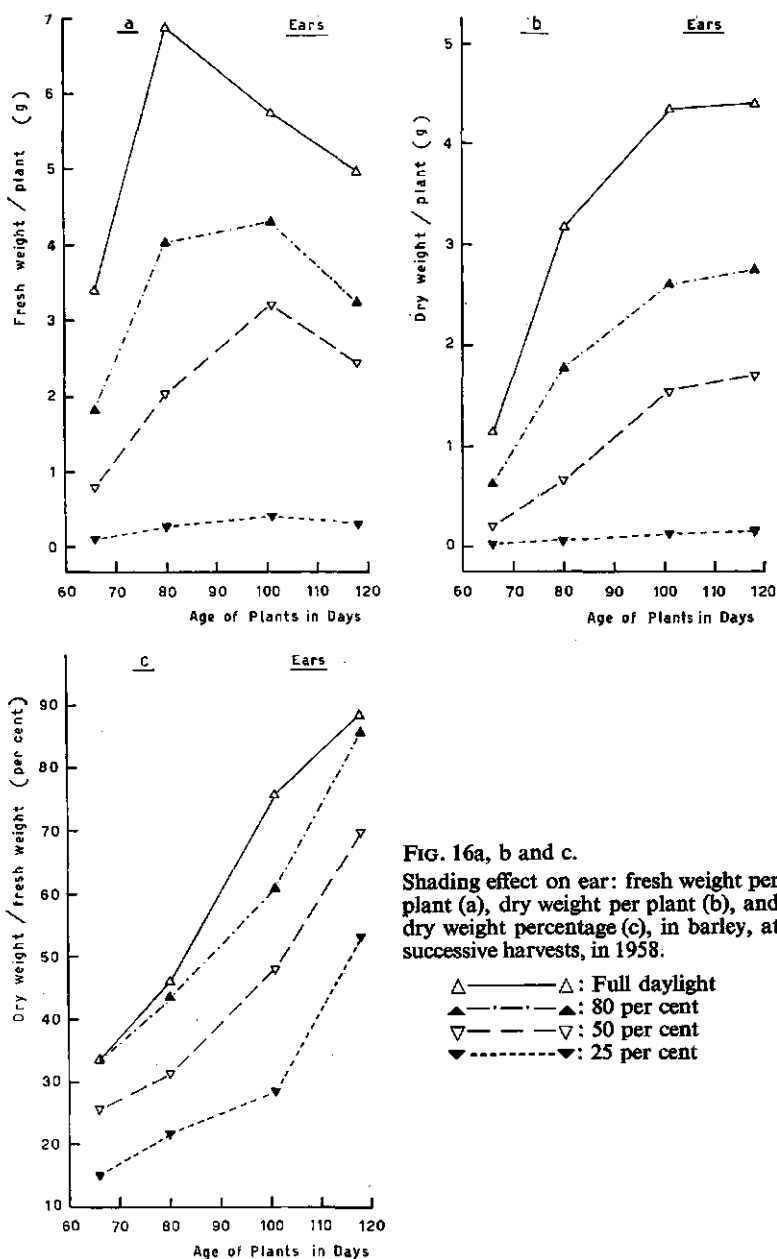 a Ears
7
6
5
4
3
2
1
0
Fresh weight / plant (g)
60 70 80 90 100 110 120
Age of Plants in Days
b Ears
5
4
3
2
1
0
Dry weight / plant (g)
60 70 80 90 100 110 120
Age of Plants in Days
c Ears
90
80
70
60
50
40
30
20
10
Dry weight / fresh weight (per cent)
60 70 80 90 100 110 120
Age of Plants in Days
FIG. 16a, b and c.
Shading effect on ear: fresh weight per
plant (a), dry weight per plant (b), and
dry weight percentage (c), in barley, at
successive harvests, in 1958.
: Full daylight
: 80 per cent
: 50 per cent
: 25 per cent